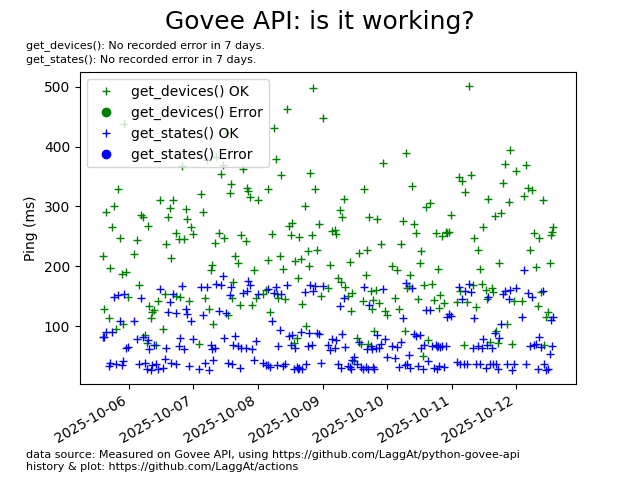 Govee API: is it working?
get_devices(): No recorded error in 7 days.
get_states(): No recorded error in 7 days.
get_devices() OK
get_devices() Error
get_states() OK
get_states() Error
Ping (ms)
500
400
300
200
100
2025-10-06
2025-10-07
2025-10-08
2025-10-09
2025-10-10
2025-10-11
2025-10-12
data source: Measured on Govee API, using https://github.com/LaggAt/python-govee-api
history & plot: https://github.com/LaggAt/actions